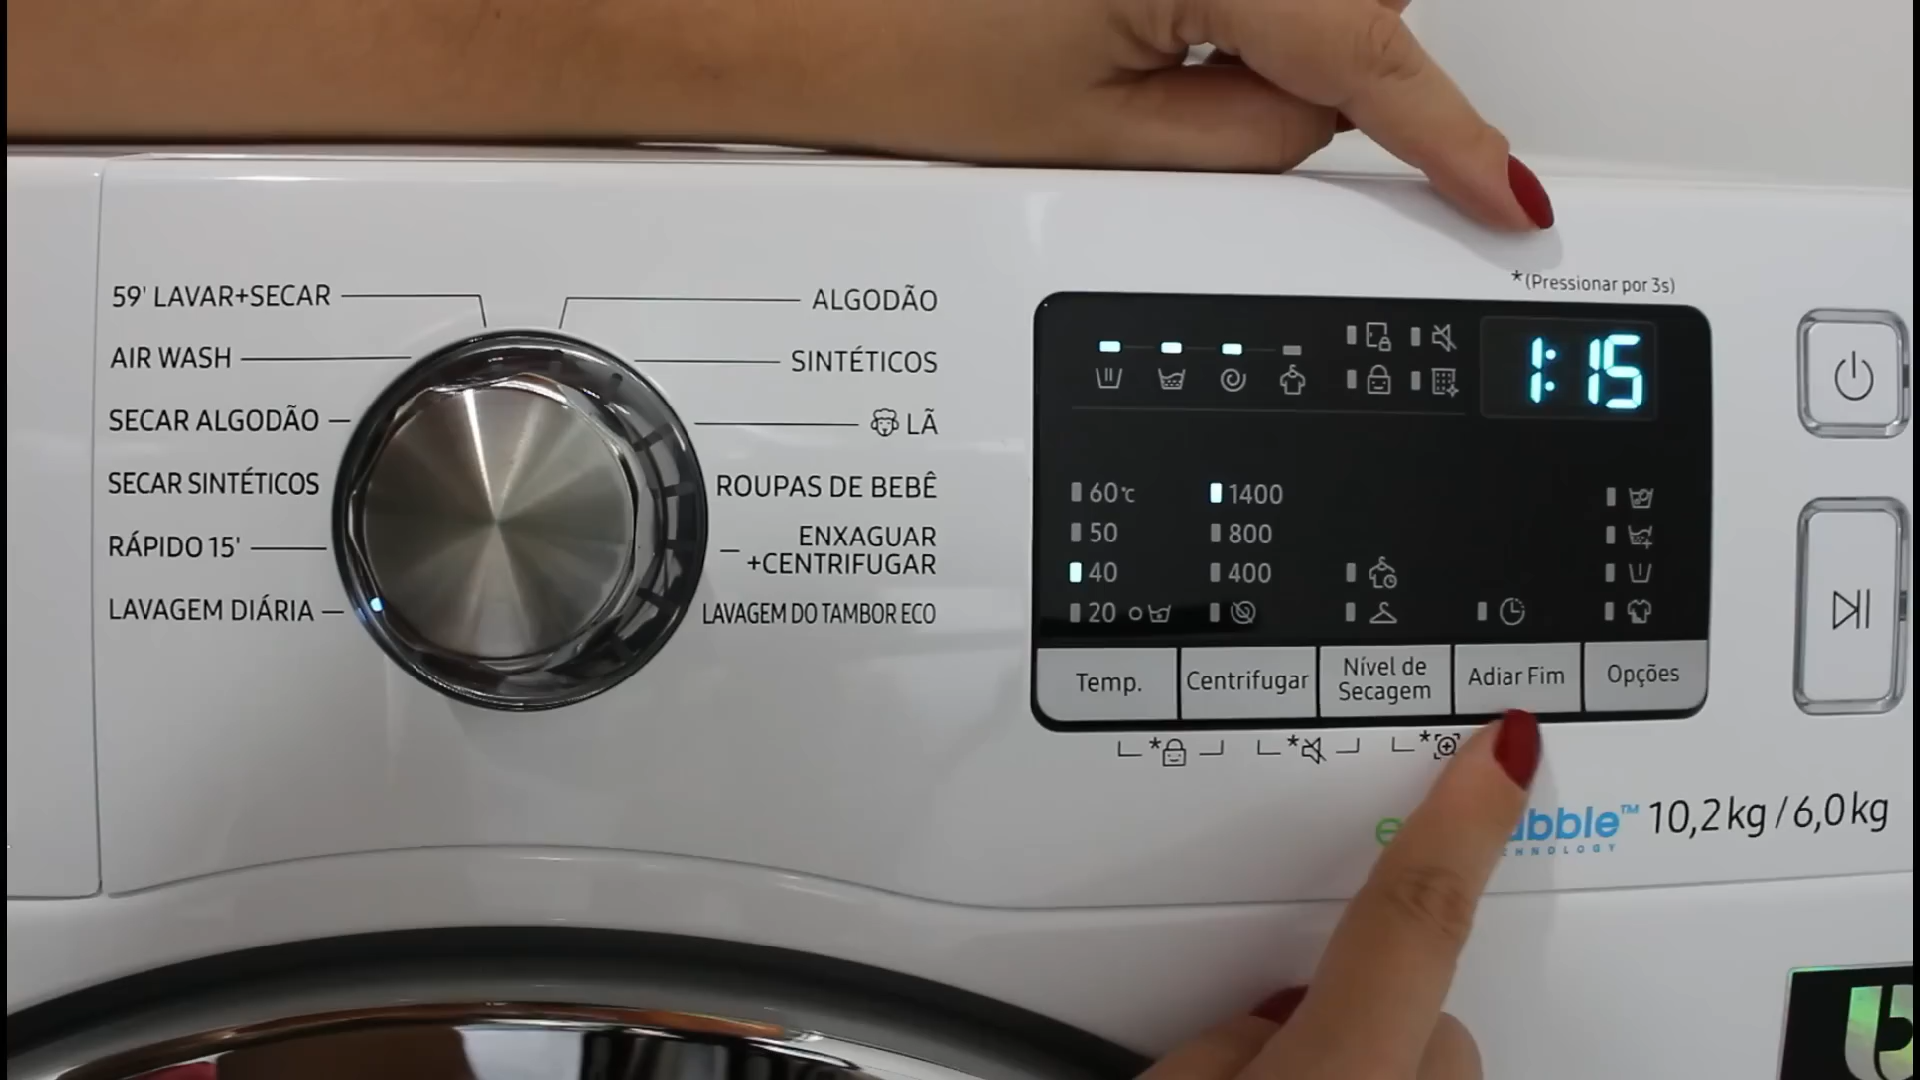 59' LAVAR+SECAR
AIR WASH
SECAR ALGODÃO
SECAR SINTÉTICOS
RÁPIDO 15'
LAVAGEM DIÁRIA
ALGODÃO
SINTÉTICOS
LÃ
ROUPAS DE BEBÊ
ENXAGUAR
+CENTRIFUGAR
LAVAGEM DO TAMBOR ECO
*(Pressionar por 3s)
1:15
60℃
50
40
20
1400
800
400
Temp.
Centrifugar
Nível de
Secagem
Adiar Fim
Opções
10,2kg / 6,0kg